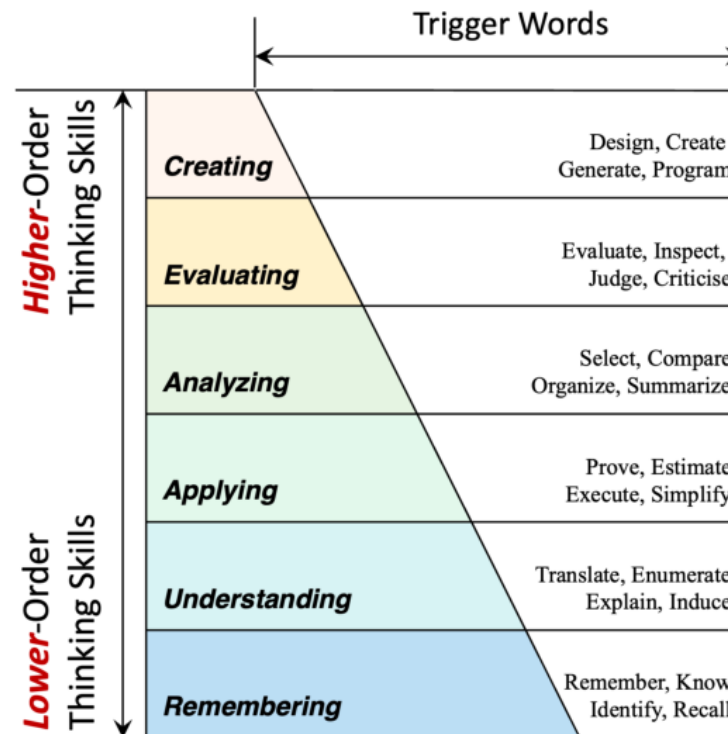 Trigger Words
Higher-Order
Thinking Skills
Creating
Design, Create
Generate, Program
Evaluating
Evaluate, Inspect,
Judge, Criticise
Analyzing
Select, Compare
Organize, Summarize
Applying
Prove, Estimate
Execute, Simplify
Lower-Order
Thinking Skills
Understanding
Translate, Enumerate
Explain, Induce
Remembering
Remember, Know
Identify, Recall